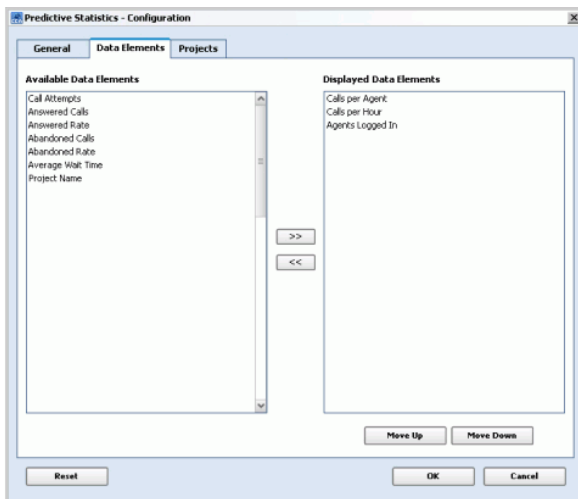 Predictive Statistics - Configuration
General
Data Elements
Projects
Available Data Elements
Call Attempts
Answered Calls
Answered Rate
Abandoned Calls
Abandoned Rate
Average Wait Time
Project Name
>>
<<
Displayed Data Elements
Calls per Agent
Calls per Hour
Agents Logged In
Move Up
Move Down
Reset
OK
Cancel